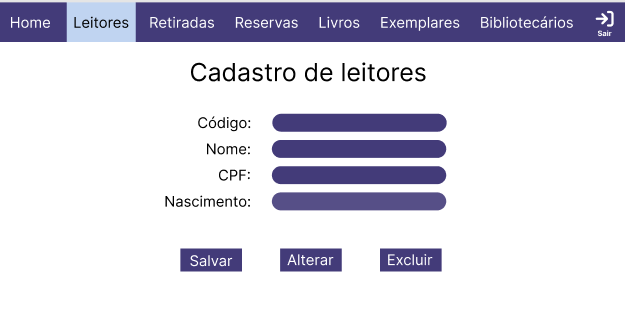 Home Leitores Retiradas Reservas Livros Exemplares Bibliotecários Sair
Cadastro de leitores
Código:
Nome:
CPF:
Nascimento:
Salvar Alterar Excluir